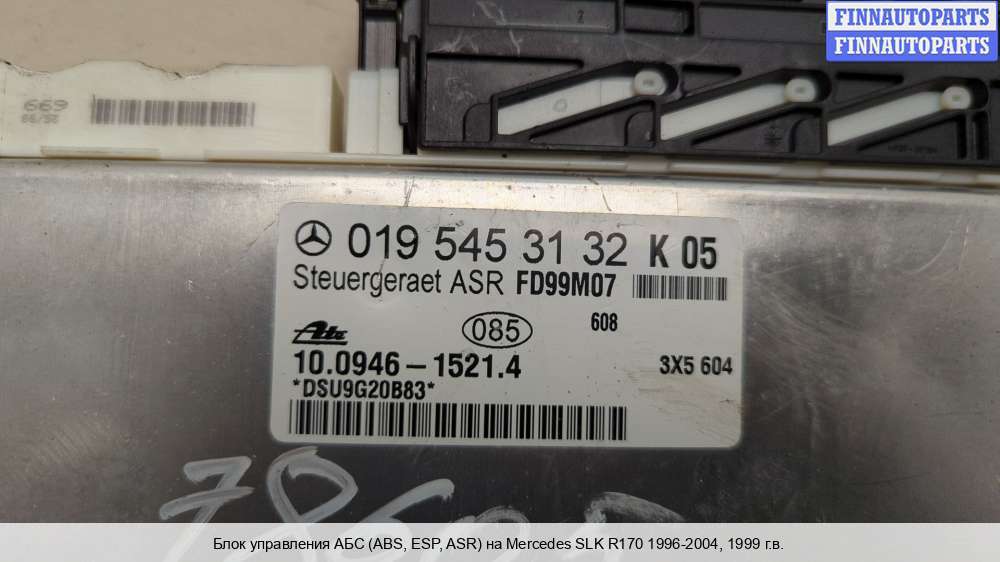 FINNAUTOPARTS
FINNAUTOPARTS
669
019 545 31 32 K 05
Steuergeraet ASR FD99M07
Ate 085 608
10.0946-1521.4 3X5 604
*DSU9G20B83*
Блок управления АБС (ABS, ESP, ASR) на Mercedes SLK R170 1996-2004, 1999 г.в.